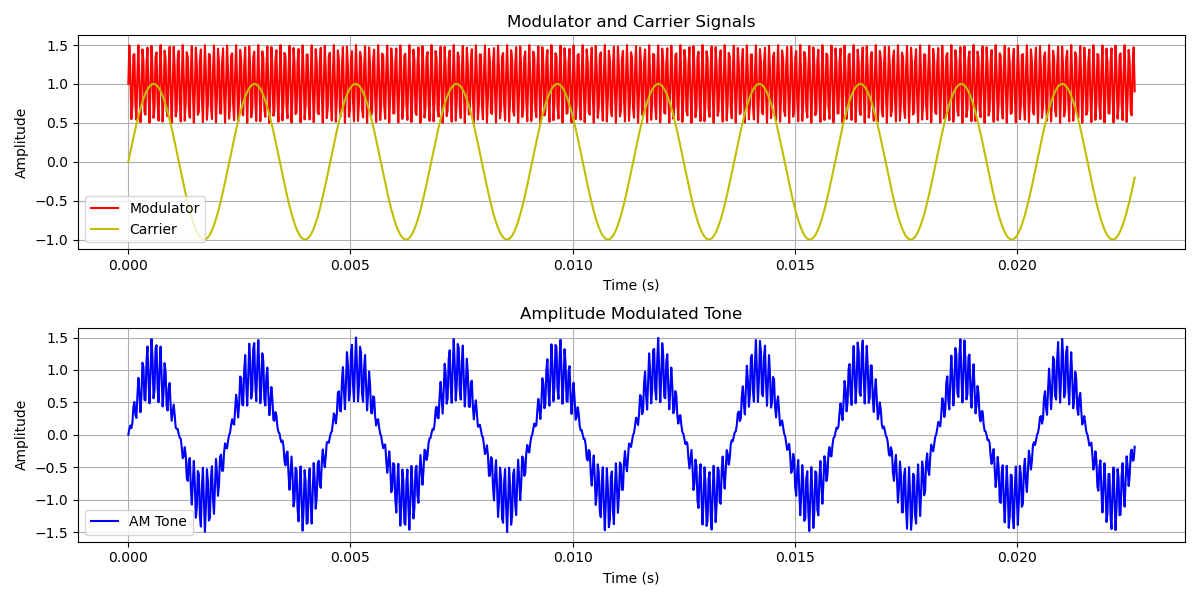 Modulator and Carrier Signals
1.5
1.0
0.5
0.0
−0.5
−1.0
Amplitude
Modulator
Carrier
0.000 0.005 0.010 0.015 0.020
Time (s)
Amplitude Modulated Tone
1.5
1.0
0.5
0.0
−0.5
−1.0
−1.5
Amplitude
AM Tone
0.000 0.005 0.010 0.015 0.020
Time (s)